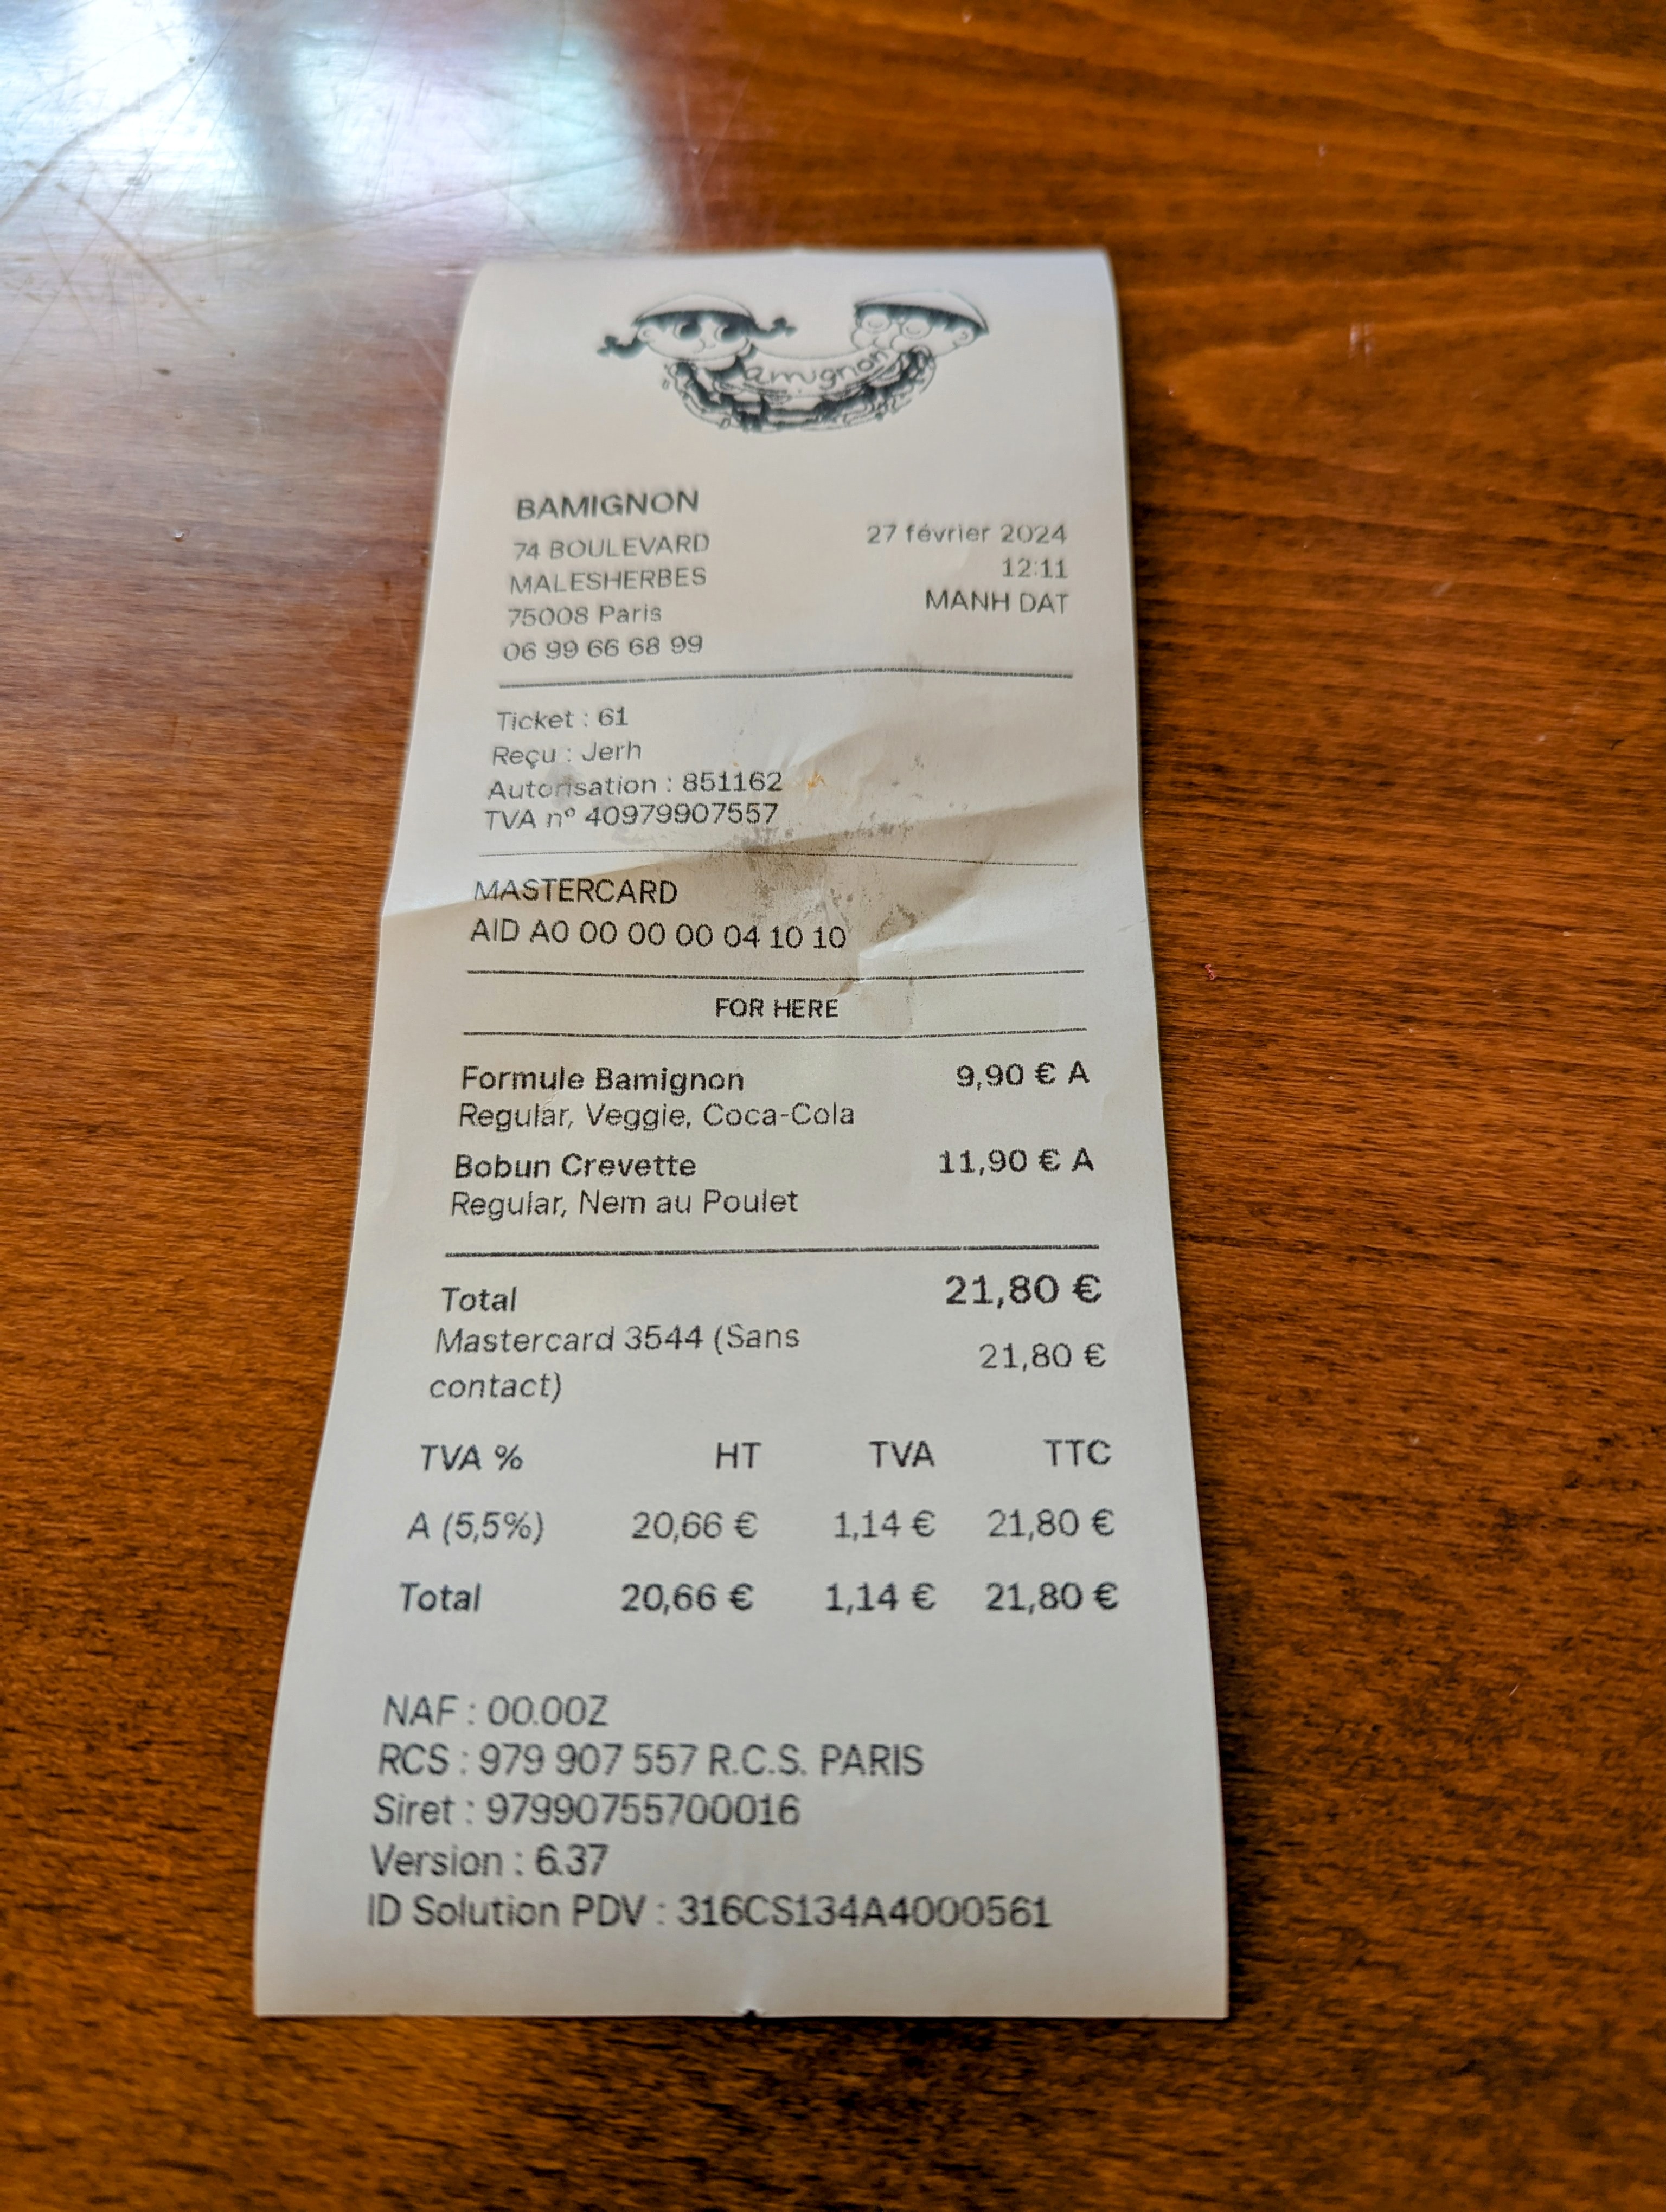 Bamignon
BAMIGNON
74 BOULEVARD
MALESHERBES
75008 Paris
06 99 66 68 99
27 février 2024
12:11
MANH DAT
Ticket : 61
Reçu : Jerh
Autorisation : 851162
TVA nº 40979907557
MASTERCARD
AID A0 00 00 00 04 10 10
FOR HERE
Formule Bamignon 9,90 € A
Regular, Veggie, Coca-Cola
Bobun Crevette 11,90 € A
Regular, Nem au Poulet
Total 21,80 €
Mastercard 3544 (Sans 21,80 €
contact)
TVA % HT TVA TTC
A (5,5%) 20,66 € 1,14 € 21,80 €
Total 20,66 € 1,14 € 21,80 €
NAF : 00.00Z
RCS : 979 907 557 R.C.S. PARIS
Siret : 97990755700016
Version : 6.37
ID Solution PDV : 316CS134A4000561